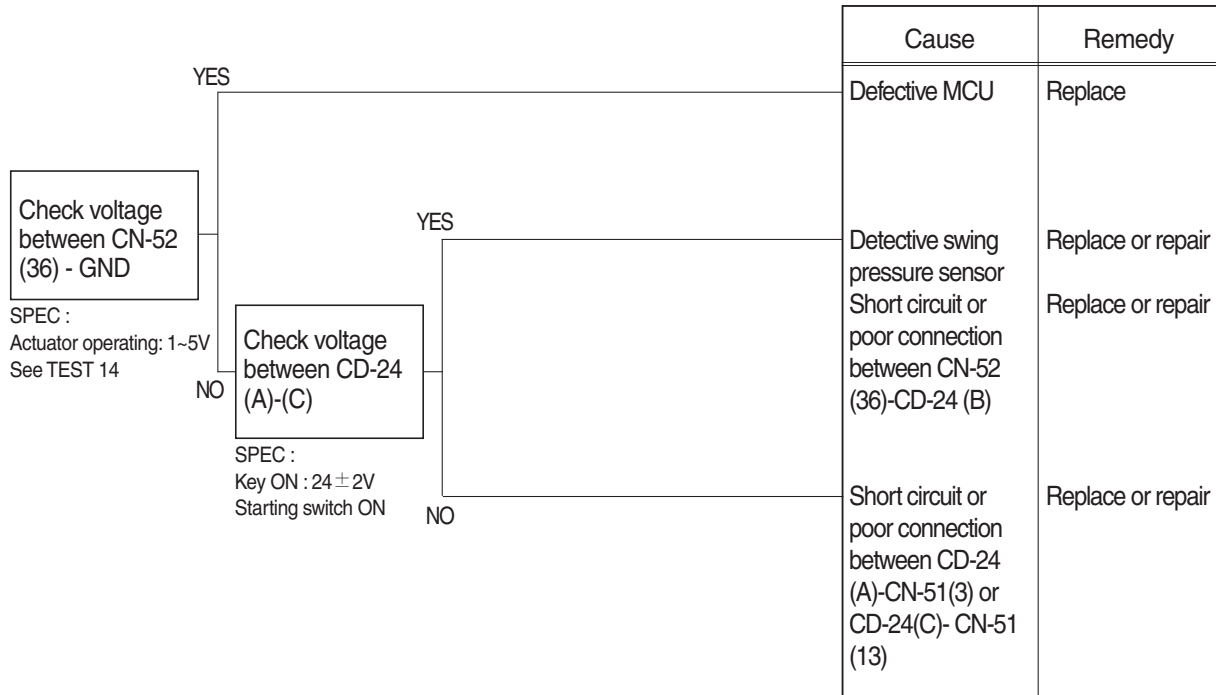 Cause
Remedy
YES
Defective MCU
Replace
Check voltage
between CN-52
(36) - GND
SPEC :
Actuator operating: 1~5V
See TEST 14
YES
Detective swing
pressure sensor
Replace or repair
Short circuit or
poor connection
between CN-52
(36)-CD-24 (B)
Replace or repair
NO
Check voltage
between CD-24
(A)-(C)
SPEC :
Key ON : 24±2V
Starting switch ON
NO
Short circuit or
poor connection
between CD-24
(A)-CN-51(3) or
CD-24(C)- CN-51
(13)
Replace or repair